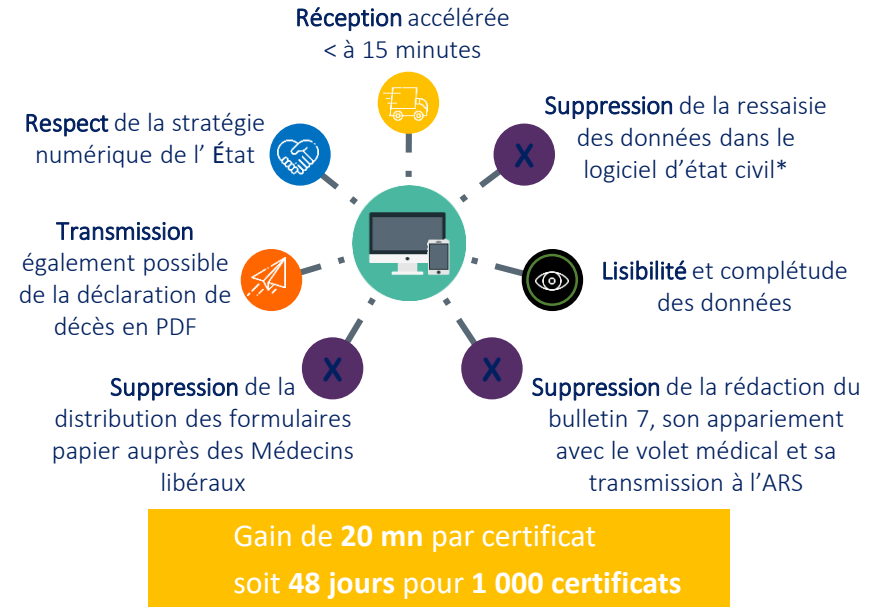 Réception accélérée
< à 15 minutes
Suppression de la ressaisie
des données dans le
logiciel d'état civil*
Respect de la stratégie
numérique de l' État
X
Transmission
également possible
de la déclaration de
décès en PDF
Lisibilité et complétude
des données
X
X
Suppression de la
distribution des formulaires
papier auprès des Médecins
libéraux
Suppression de la rédaction du
bulletin 7, son appariement
avec le volet médical et sa
transmission à l'ARS
Gain de 20 mn par certificat
soit 48 jours pour 1 000 certificats